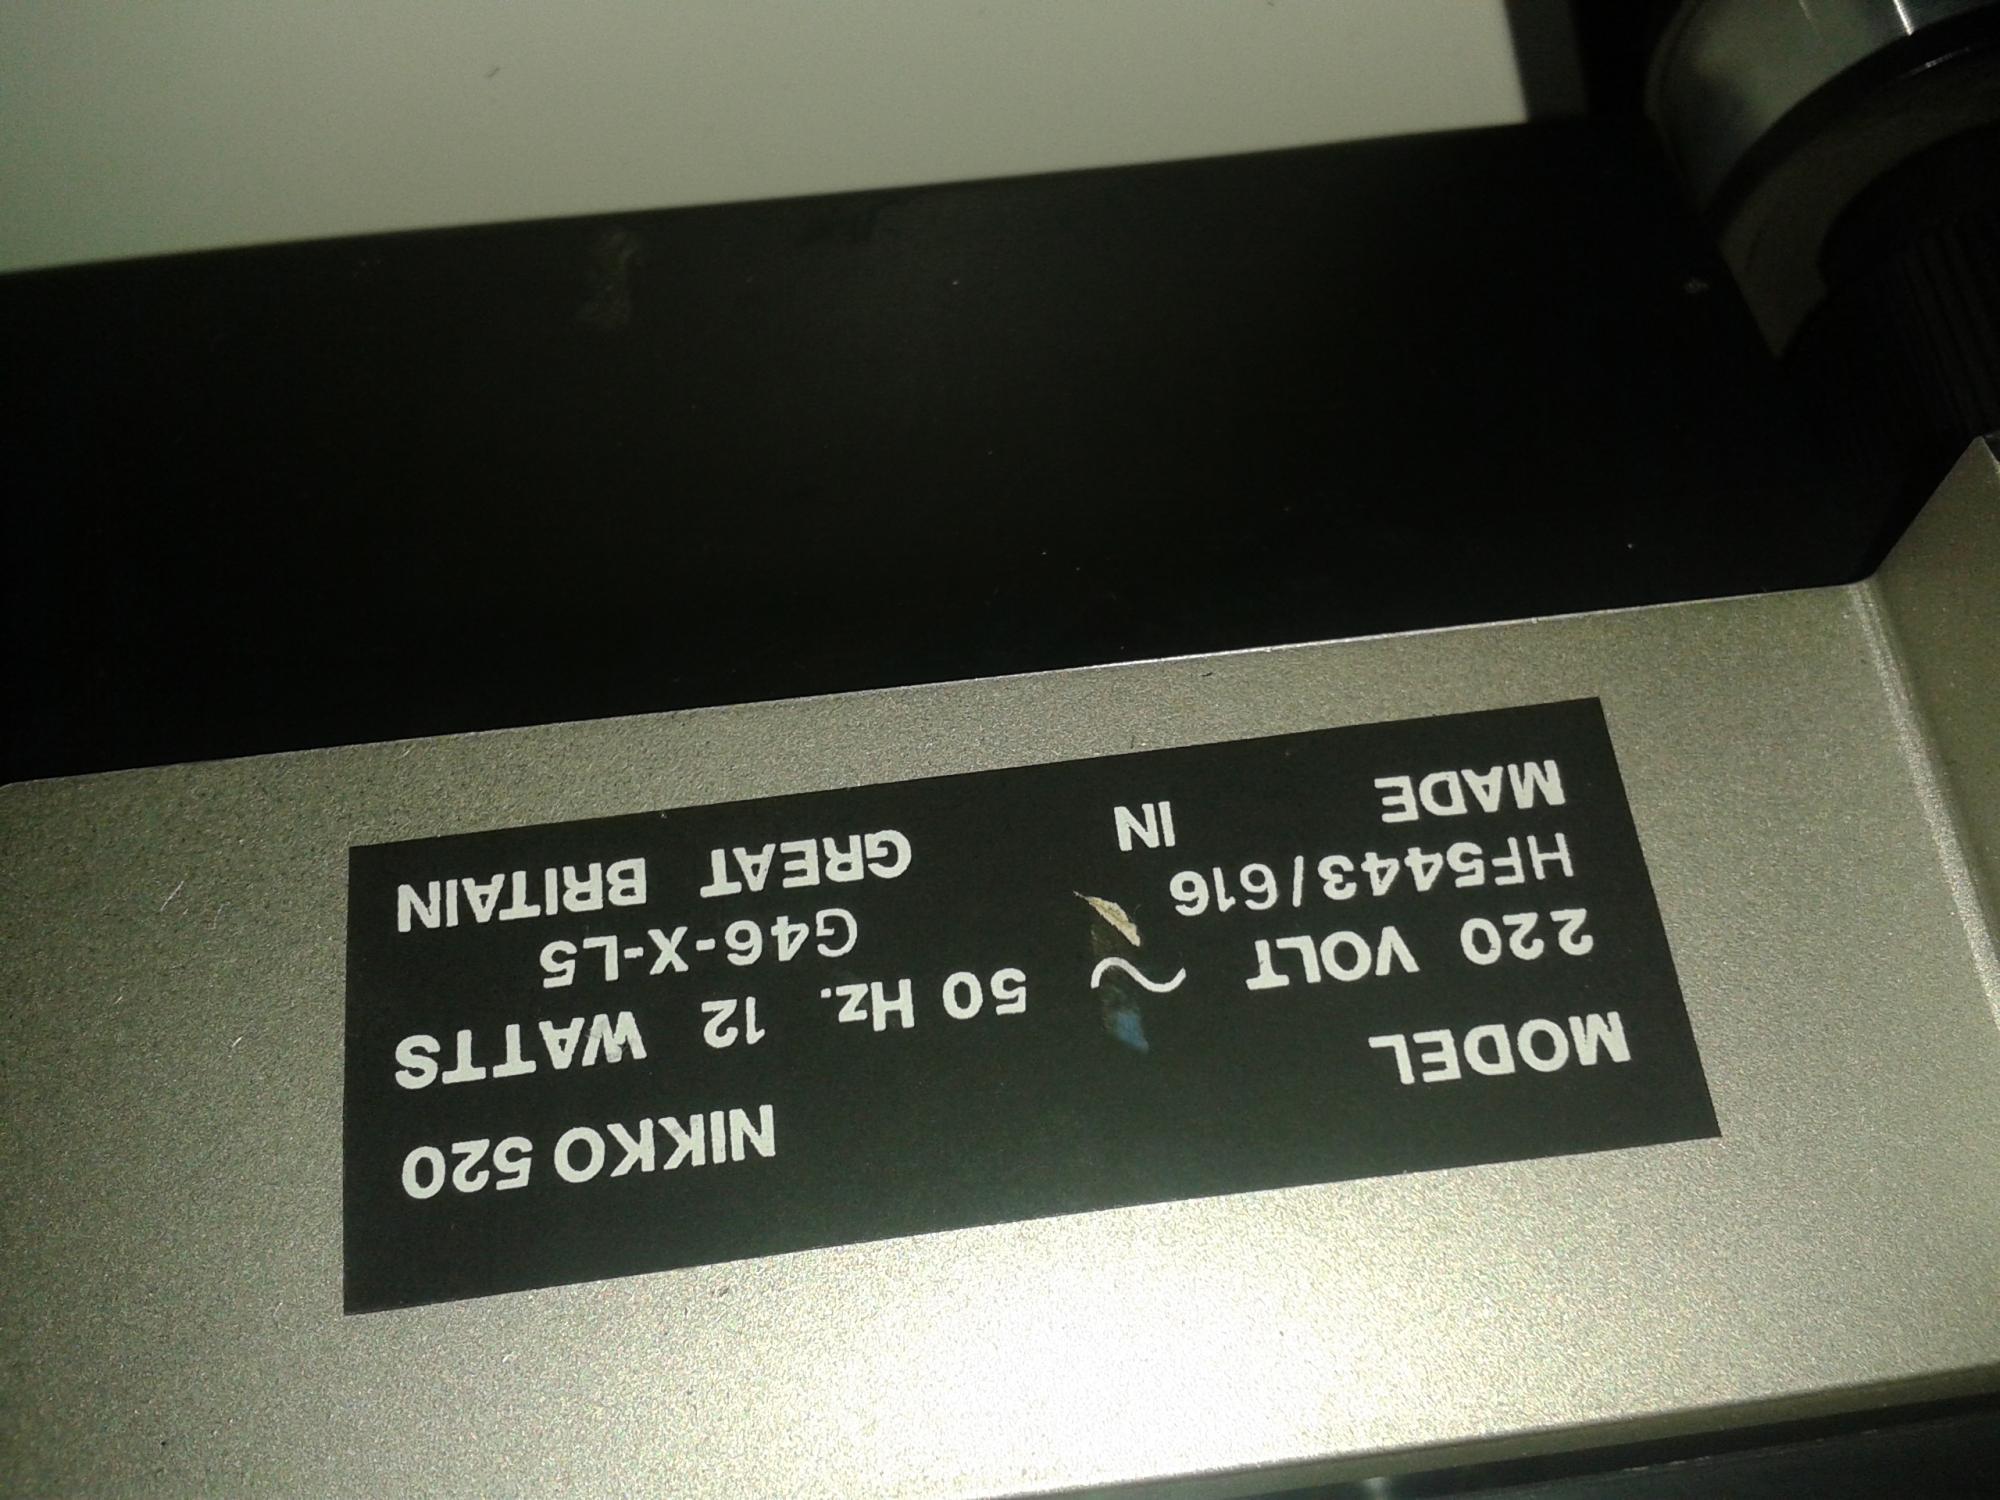 MODEL NIKKO 520
220 VOLT ~ 50 Hz. 12 WATTS
HF5443/616 G46-X-L5
MADE IN GREAT BRITAIN